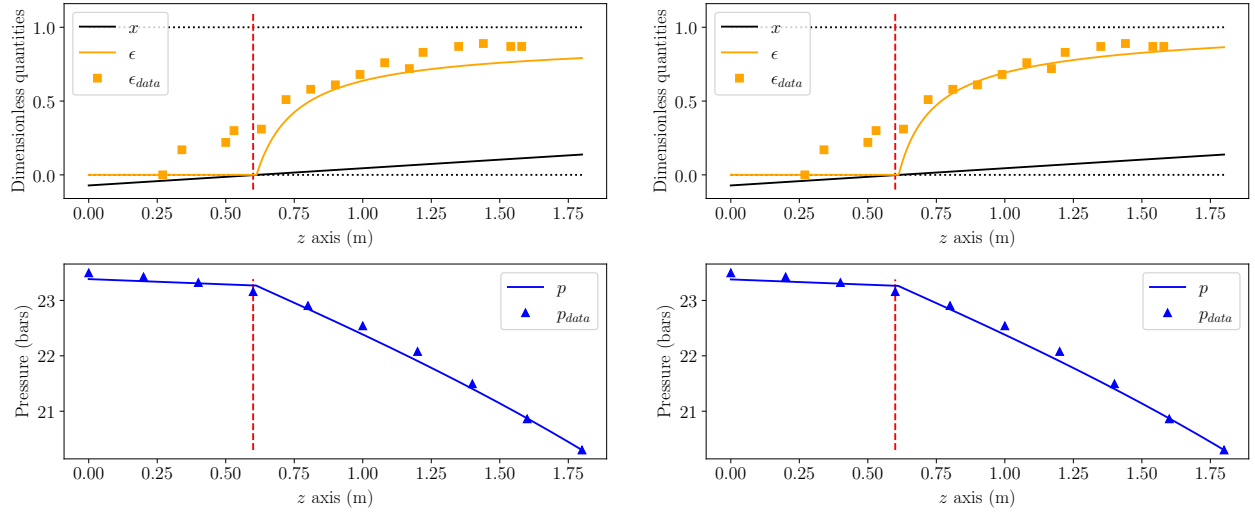 Dimensionless quantities
1.0
0.5
0.0
x
ϵ
ϵ_data
0.00 0.25 0.50 0.75 1.00 1.25 1.50 1.75
z axis (m)
Dimensionless quantities
1.0
0.5
0.0
x
ϵ
ϵ_data
0.00 0.25 0.50 0.75 1.00 1.25 1.50 1.75
z axis (m)
Pressure (bars)
23
22
21
p
p_data
0.00 0.25 0.50 0.75 1.00 1.25 1.50 1.75
z axis (m)
Pressure (bars)
23
22
21
p
p_data
0.00 0.25 0.50 0.75 1.00 1.25 1.50 1.75
z axis (m)